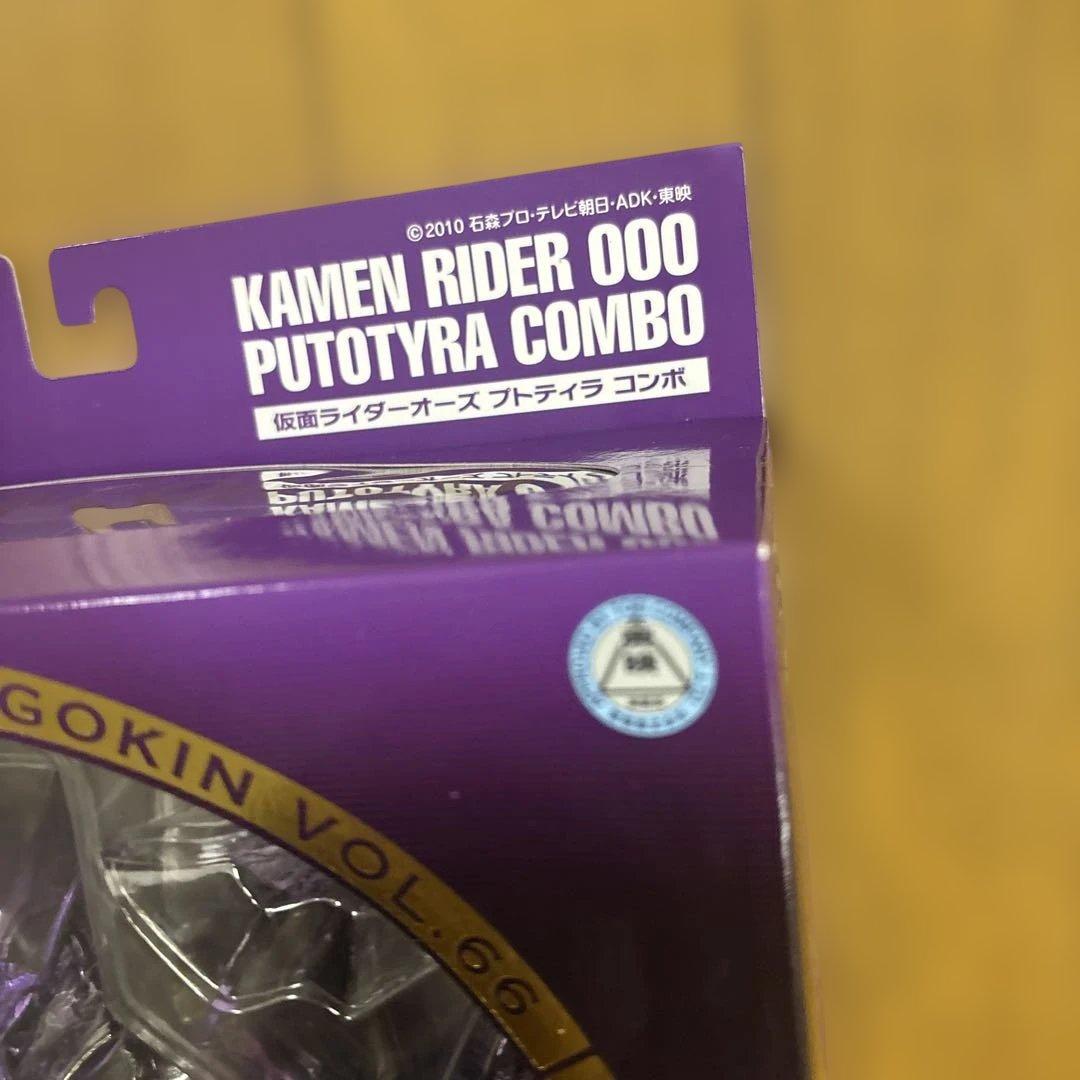 ©2010 石森プロ・テレビ朝日・ADK・東映
KAMEN RIDER OOO
PUTOTYRA COMBO
仮面ライダーオーズ プトティラ コンボ
GOKIN VOL.66
東映